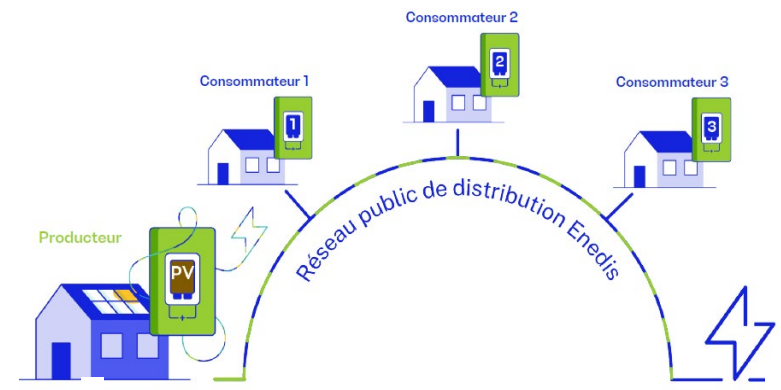 Consommateur 2
2
Consommateur 1
1
Consommateur 3
3
Réseau public de distribution Enedis
Producteur
PV